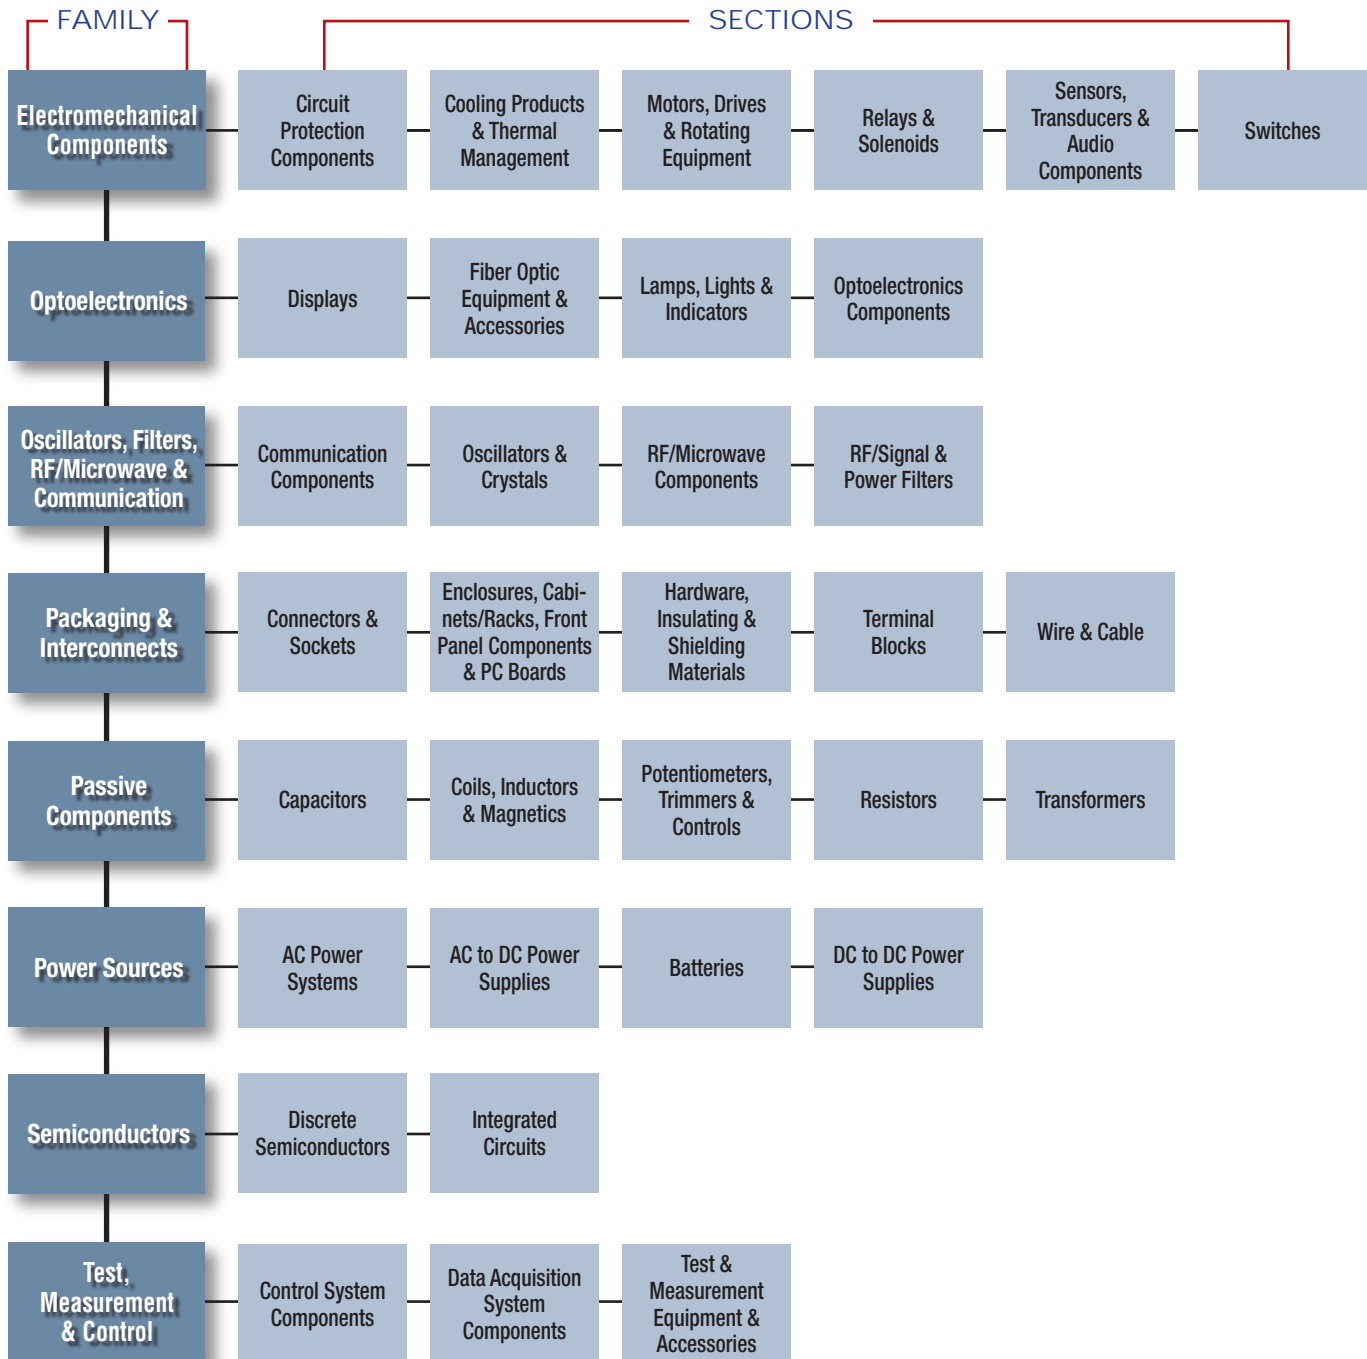 FAMILY
SECTIONS
Electromechanical
Components
Circuit
Protection
Components
Cooling Products
& Thermal
Management
Motors, Drives
& Rotating
Equipment
Relays &
Solenoids
Sensors,
Transducers &
Audio
Components
Switches
Optoelectronics
Displays
Fiber Optic
Equipment &
Accessories
Lamps, Lights &
Indicators
Optoelectronics
Components
Oscillators, Filters,
RF/Microwave &
Communication
Communication
Components
Oscillators &
Crystals
RF/Microwave
Components
RF/Signal &
Power Filters
Packaging &
Interconnects
Connectors &
Sockets
Enclosures, Cabi-
nets/Racks, Front
Panel Components
& PC Boards
Hardware,
Insulating &
Shielding
Materials
Terminal
Blocks
Wire & Cable
Passive
Components
Capacitors
Coils, Inductors
& Magnetics
Potentiometers,
Trimmers &
Controls
Resistors
Transformers
Power Sources
AC Power
Systems
AC to DC Power
Supplies
Batteries
DC to DC Power
Supplies
Semiconductors
Discrete
Semiconductors
Integrated
Circuits
Test,
Measurement
& Control
Control System
Components
Data Acquisition
System
Components
Test &
Measurement
Equipment &
Accessories